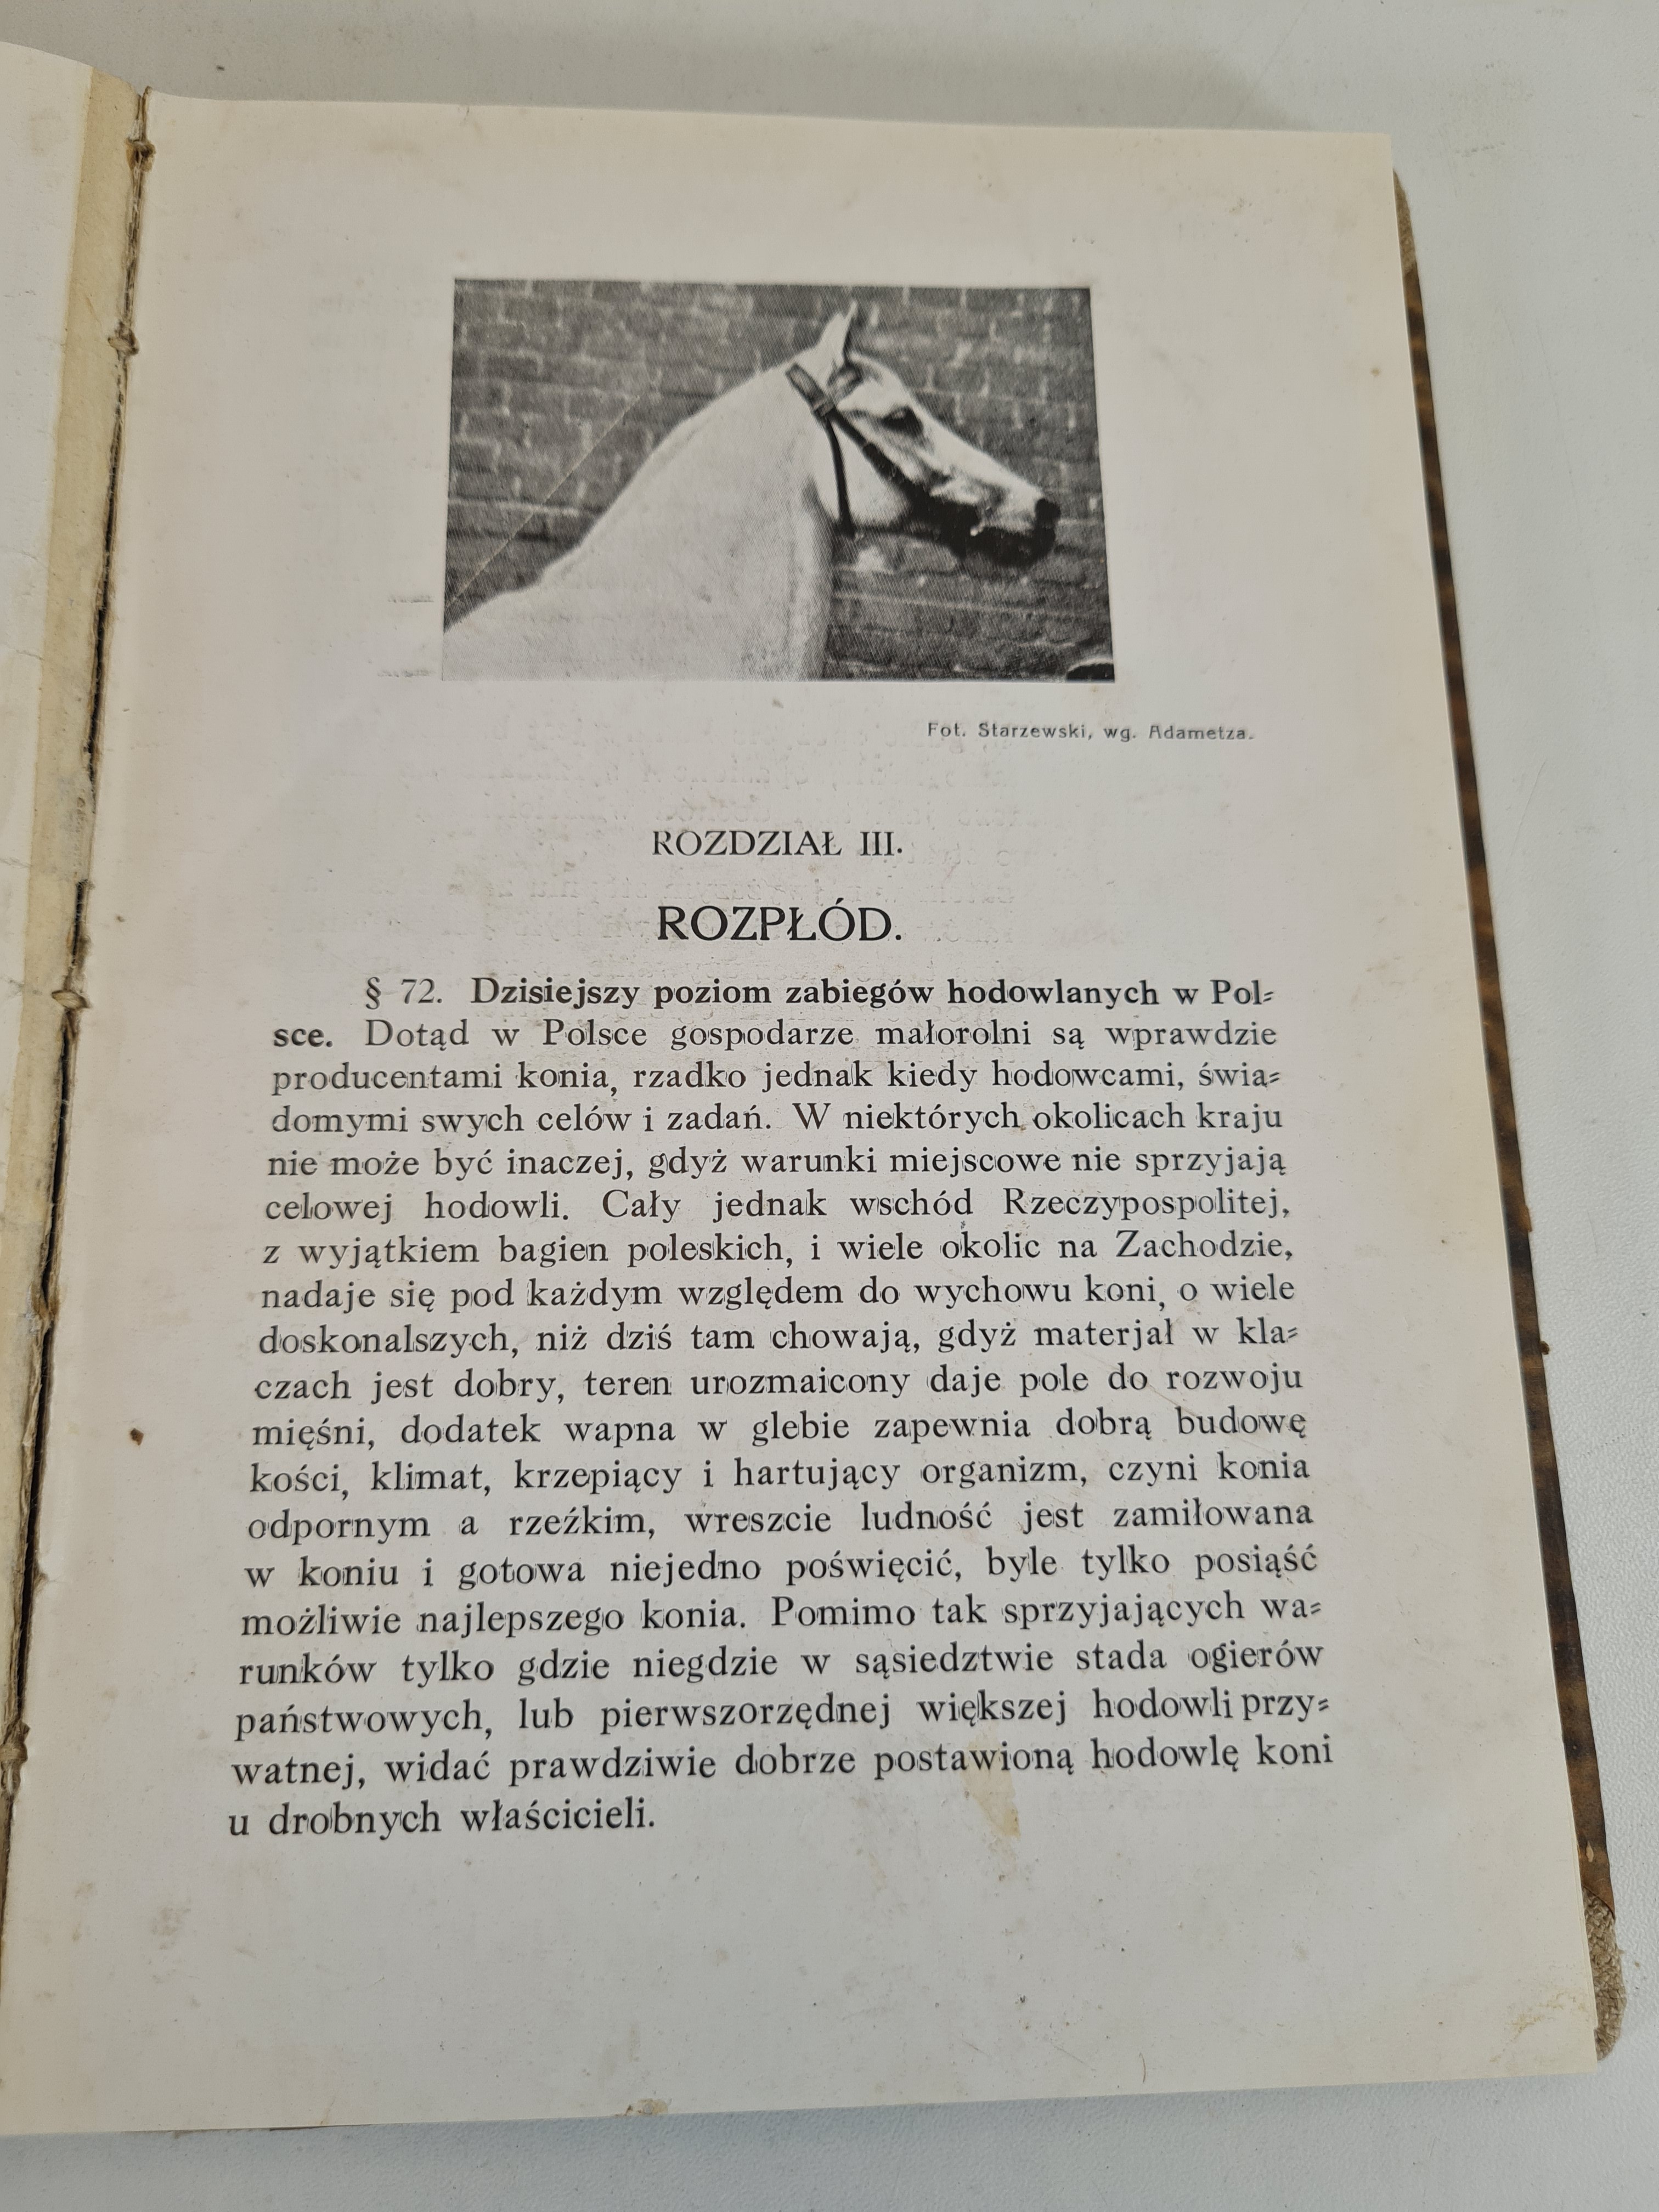 Fot. Starzewski, wg. Adametza.
ROZDZIAŁ III.
ROZPŁÓD.
§ 72. Dzisiejszy poziom zabiegów hodowlanych w Pol-
sce. Dotąd w Polsce gospodarze małorolni są wprawdzie
producentami konia, rzadko jednak kiedy hodowcami, świa-
domymi swych celów i zadań. W niektórych okolicach kraju
nie może być inaczej, gdyż warunki miejscowe nie sprzyjają
celowej hodowli. Cały jednak wschód Rzeczypospolitej,
z wyjątkiem bagien poleskich, i wiele okolic na Zachodzie,
nadaje się pod każdym względem do wychowu koni, o wiele
doskonalszych, niż dziś tam chowają, gdyż materjał w kla-
czach jest dobry, teren urozmaicony daje pole do rozwoju
mięśni, dodatek wapna w glebie zapewnia dobrą budowę
kości, klimat, krzepiący i hartujący organizm, czyni konia
odpornym a rzeźkim, wreszcie ludność jest zamiłowana
w koniu i gotowa niejedno poświęcić, byle tylko posiąść
możliwie najlepszego konia. Pomimo tak sprzyjających wa-
runków tylko gdzie niegdzie w sąsiedztwie stada ogierów
państwowych, lub pierwszorzędnej większej hodowli przy-
watnej, widać prawdziwie dobrze postawioną hodowlę koni
u drobnych właścicieli.